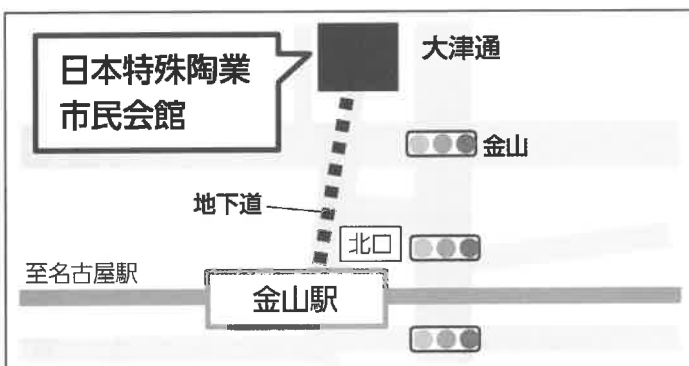 日本特殊陶業
市民会館
大津通
金山
地下道
北口
至名古屋駅
金山駅